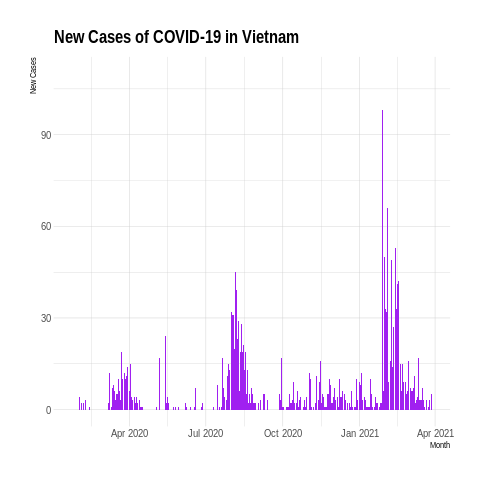 New Cases of COVID-19 in Vietnam
New Cases
90
60
30
0
Apr 2020 Jul 2020 Oct 2020 Jan 2021 Apr 2021
Month